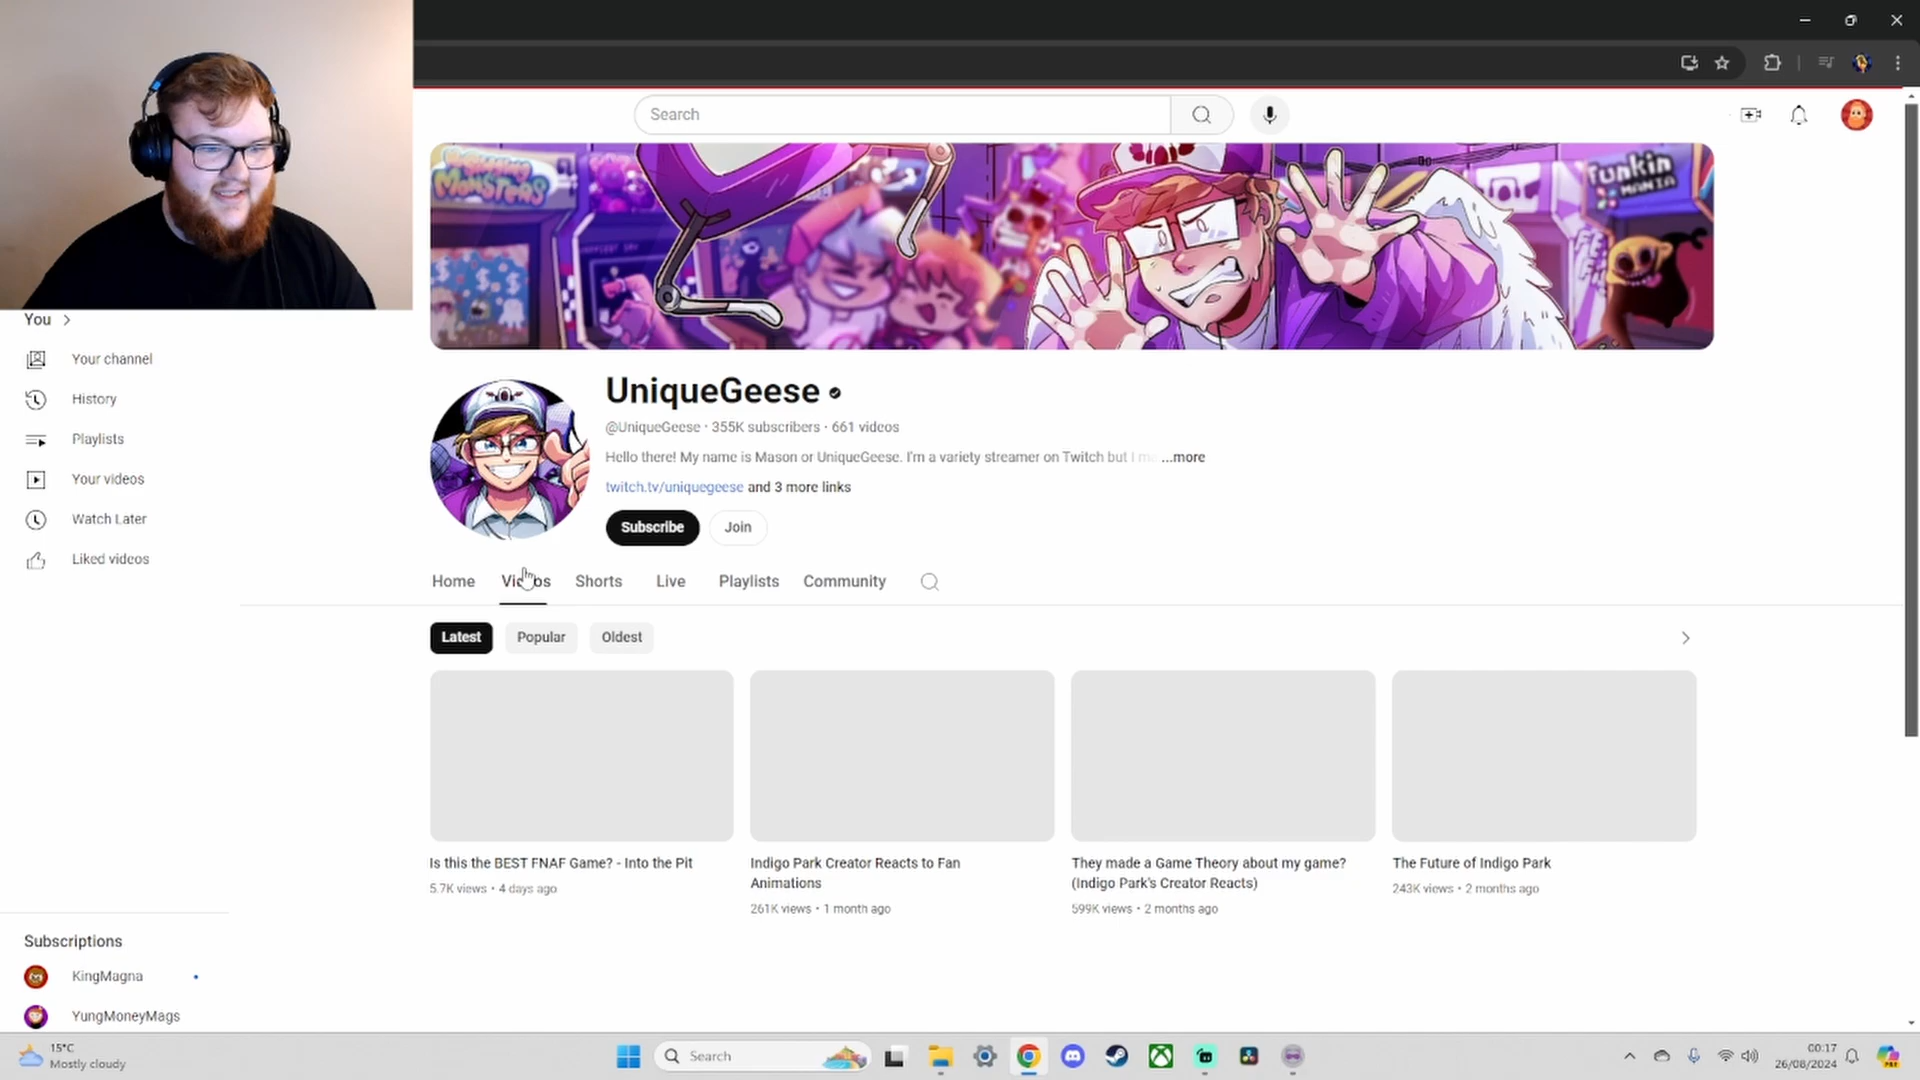 Search
MONSTERS
Funkin
MANIA
You
Your channel
History
Playlists
Your videos
Watch Later
Liked videos
UniqueGeese
@UniqueGeese · 355K subscribers · 661 videos
Hello there! My name is Mason or UniqueGeese. I'm a variety streamer on Twitch but I ...more
twitch.tv/uniquegeese and 3 more links
Subscribe Join
Home Videos Shorts Live Playlists Community
Latest Popular Oldest
Is this the BEST FNAF Game? - Into the Pit
5.7K views • 4 days ago
Indigo Park Creator Reacts to Fan
Animations
261K views • 1 month ago
They made a Game Theory about my game?
(Indigo Park's Creator Reacts)
599K views • 2 months ago
The Future of Indigo Park
243K views • 2 months ago
Subscriptions
KingMagna
YungMoneyMags
15°C
Mostly cloudy
Search
00:17
26/08/2024